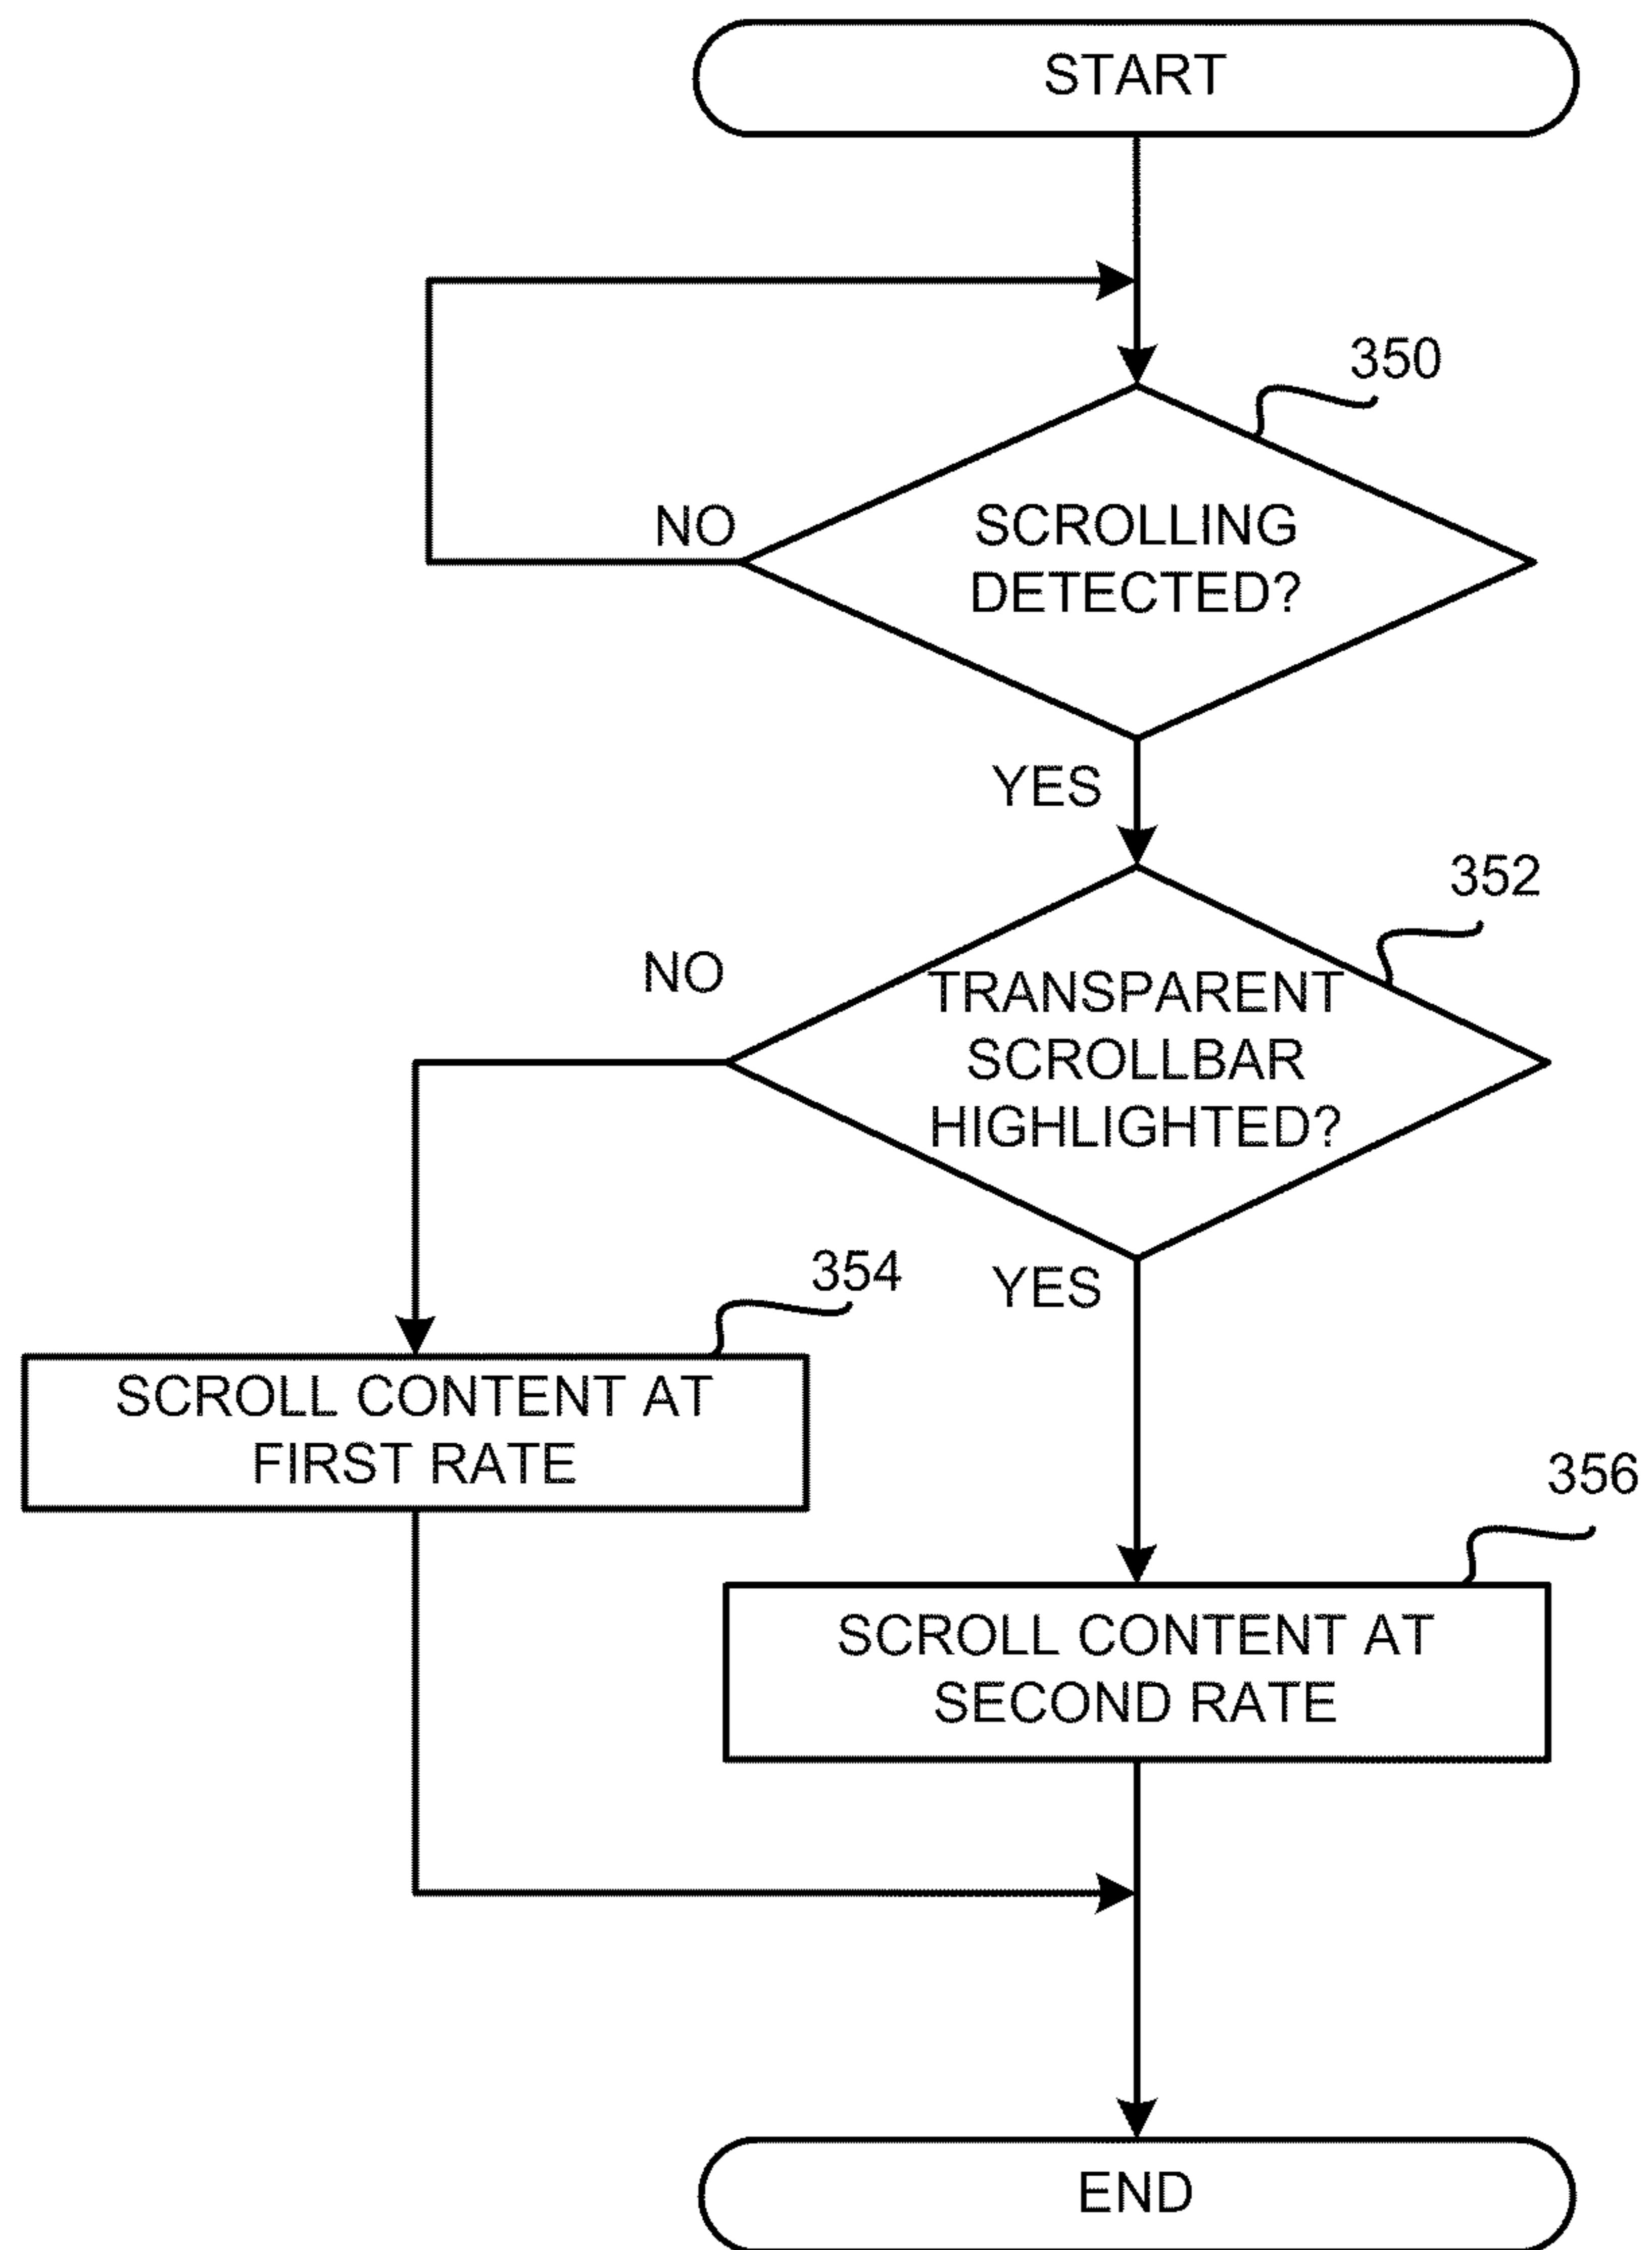 START
350
NO
SCROLLING
DETECTED?
YES
352
NO
TRANSPARENT
SCROLLBAR
HIGHLIGHTED?
YES
354
SCROLL CONTENT AT
FIRST RATE
356
SCROLL CONTENT AT
SECOND RATE
END